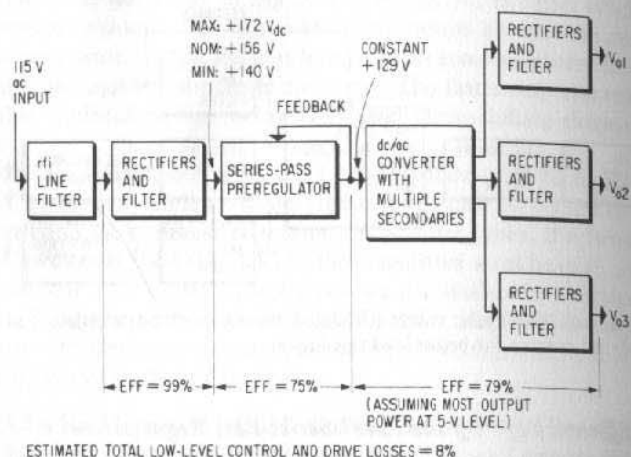 MAX: +172 Vdc
NOM: +156 V
MIN: +140 V
115 V
ac
INPUT
CONSTANT
+129 V
FEEDBACK
rfi
LINE
FILTER
RECTIFIERS
AND
FILTER
SERIES-PASS
PREREGULATOR
dc/ac
CONVERTER
WITH
MULTIPLE
SECONDARIES
RECTIFIERS
AND
FILTER
Vo1
RECTIFIERS
AND
FILTER
Vo2
RECTIFIERS
AND
FILTER
Vo3
EFF = 99%
EFF = 75%
EFF = 79%
(ASSUMING MOST OUTPUT
POWER AT 5-V LEVEL)
ESTIMATED TOTAL LOW-LEVEL CONTROL AND DRIVE LOSSES = 8%